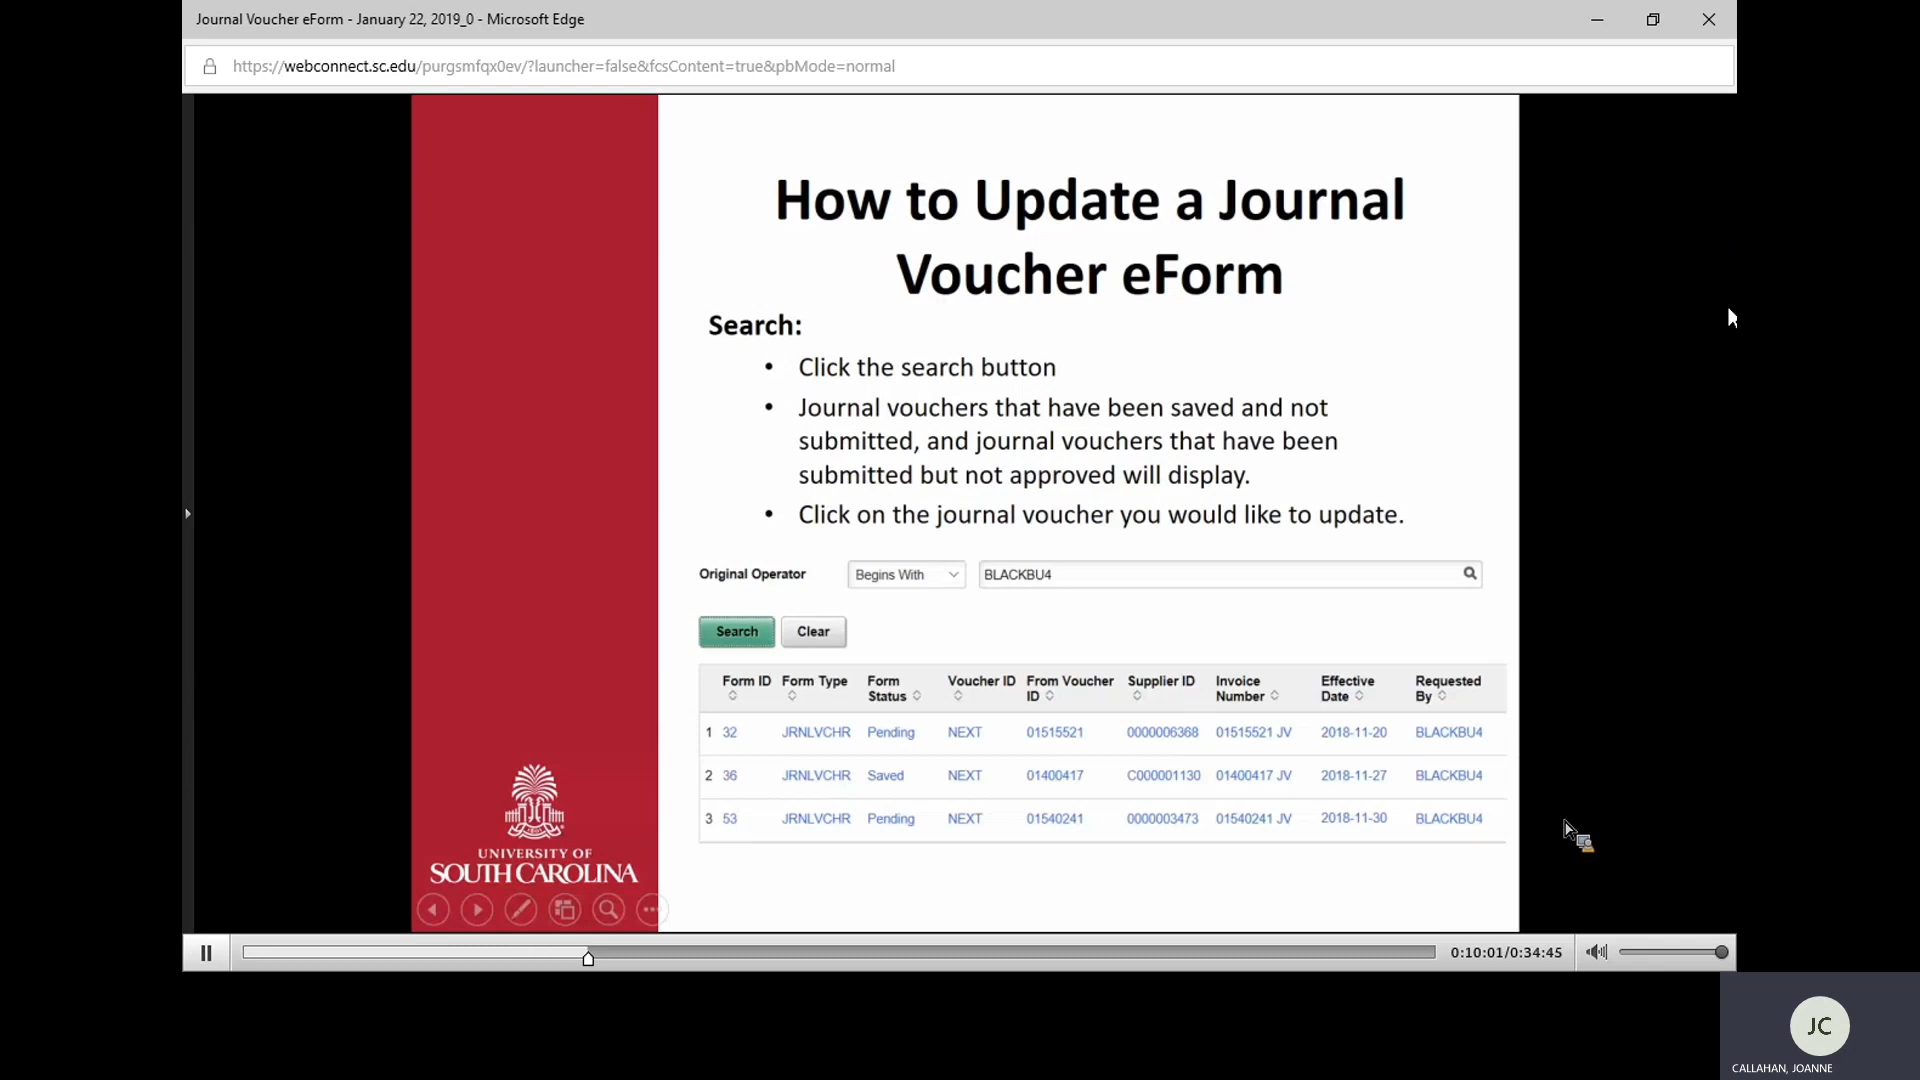 Journal Voucher eForm - January 22, 2019_0 - Microsoft Edge
https://webconnect.sc.edu/purgsmfqx0ev/?launcher=false&fcsContent=true&pbMode=normal
How to Update a Journal
Voucher eForm
Search:
• Click the search button
• Journal vouchers that have been saved and not
submitted, and journal vouchers that have been
submitted but not approved will display.
• Click on the journal voucher you would like to update.
Original Operator Begins With BLACKBU4
Search Clear
Form ID Form Type Form Status Voucher ID From Voucher ID Supplier ID Invoice Number Effective Date Requested By
1 32 JRNLVCHR Pending NEXT 01515521 0000006368 01515521 JV 2018-11-20 BLACKBU4
2 36 JRNLVCHR Saved NEXT 01400417 C000001130 01400417 JV 2018-11-27 BLACKBU4
3 53 JRNLVCHR Pending NEXT 01540241 0000003473 01540241 JV 2018-11-30 BLACKBU4
UNIVERSITY OF
SOUTH CAROLINA
0:10:01/0:34:45
JC
CALLAHAN, JOANNE